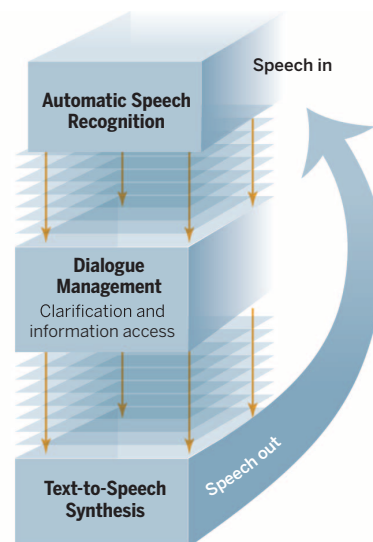 Speech in
Automatic Speech
Recognition
Dialogue
Management
Clarification and
information access
Text-to-Speech
Synthesis
Speech out